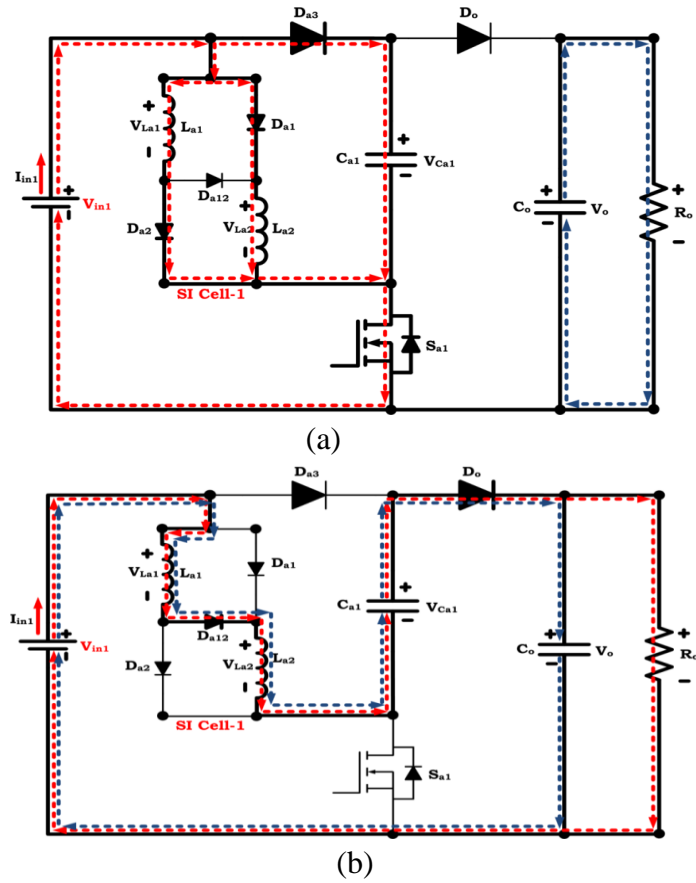 Da3
Do
+
VLa1
-
La1
Da1
Iin1
+
Vin1
-
Da12
Ca1
+
VCa1
-
Da2
+
VLa2
-
La2
Co
+
Vo
-
+
Ro
-
SI Cell-1
Sa1
(a)
Da3
Do
+
VLa1
-
La1
Da1
Iin1
+
Vin1
-
Da12
Ca1
+
VCa1
-
Da2
+
VLa2
-
La2
Co
+
Vo
-
+
Ro
-
SI Cell-1
Sa1
(b)